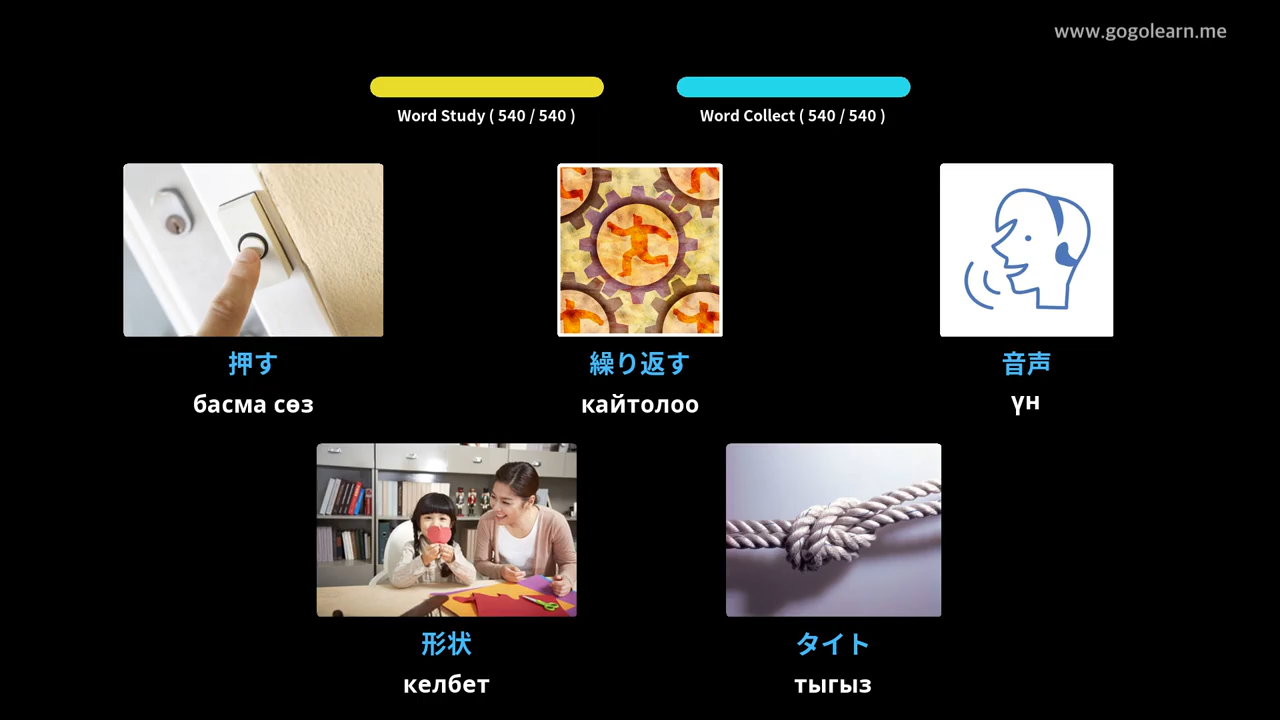 www.gogolearn.me
Word Study ( 540 / 540 )
Word Collect ( 540 / 540 )
押す
басма сөз
繰り返す
кайтолоо
音声
үн
形状
келбет
タイト
тыгыз